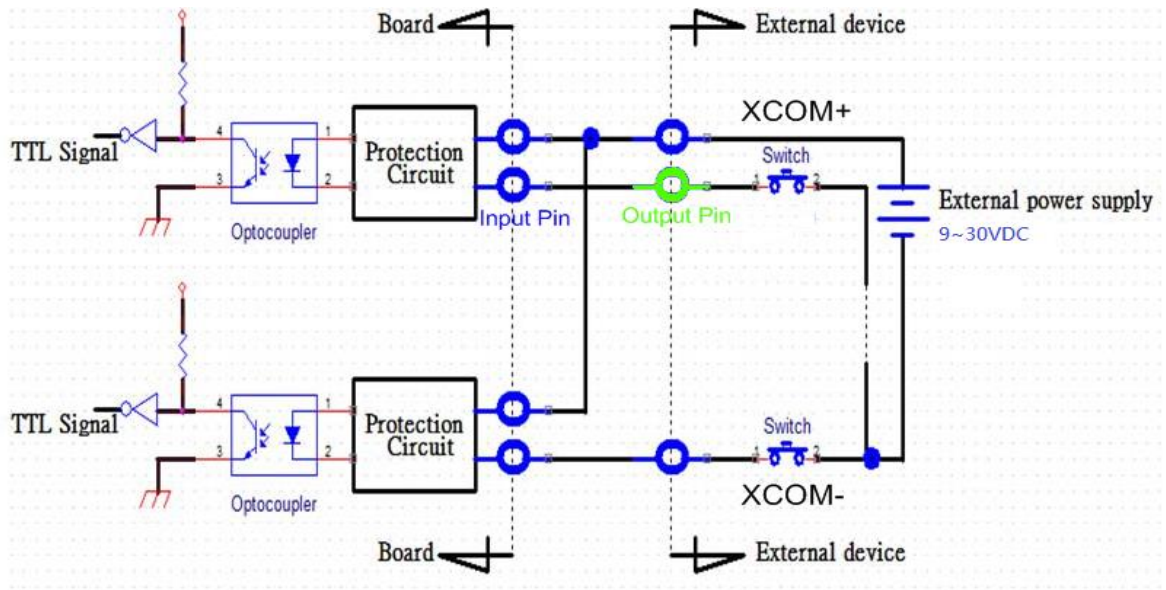 Board
External device
XCOM+
4
1
TTL Signal
Protection
Circuit
Switch
1
2
3
2
External power supply
Input Pin
Output Pin
9~30VDC
Optocoupler
4
1
TTL Signal
Protection
Circuit
Switch
1
2
3
2
XCOM-
Optocoupler
Board
External device